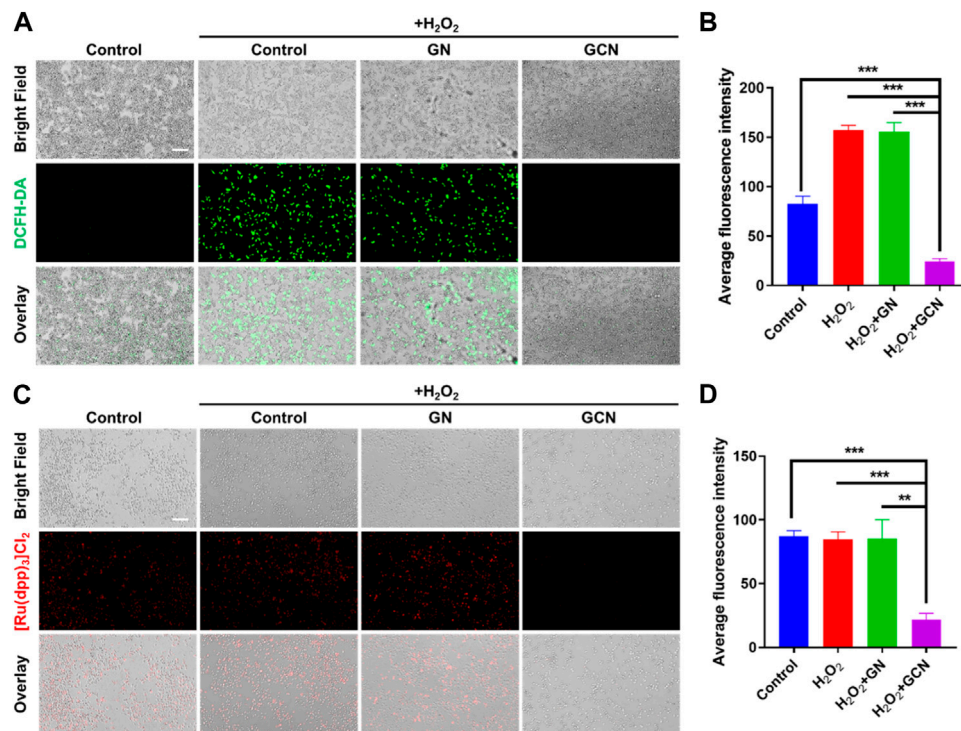 A
+H₂O₂
Control
Control
GN
GCN
Bright Field
DCFH-DA
Overlay
B
Average fluorescence intensity
200
150
100
50
0
***
***
***
Control
H₂O₂
H₂O₂+GN
H₂O₂+GCN
C
+H₂O₂
Control
Control
GN
GCN
Bright Field
[Ru(dpp)₃]Cl₂
Overlay
D
Average fluorescence intensity
150
100
50
0
***
***
**
Control
H₂O₂
H₂O₂+GN
H₂O₂+GCN